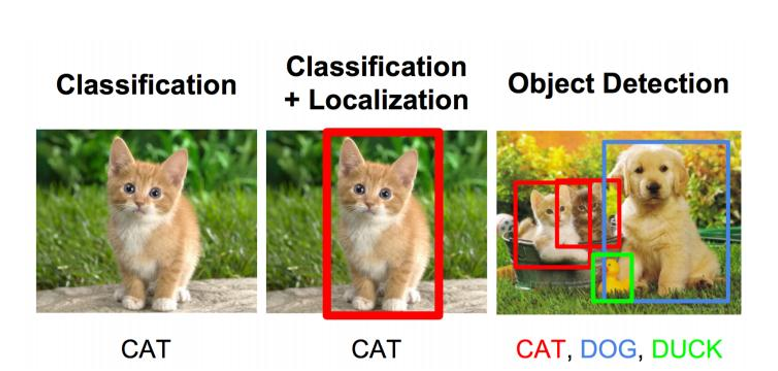 Classification
Classification
+ Localization
Object Detection
CAT
CAT
CAT, DOG, DUCK